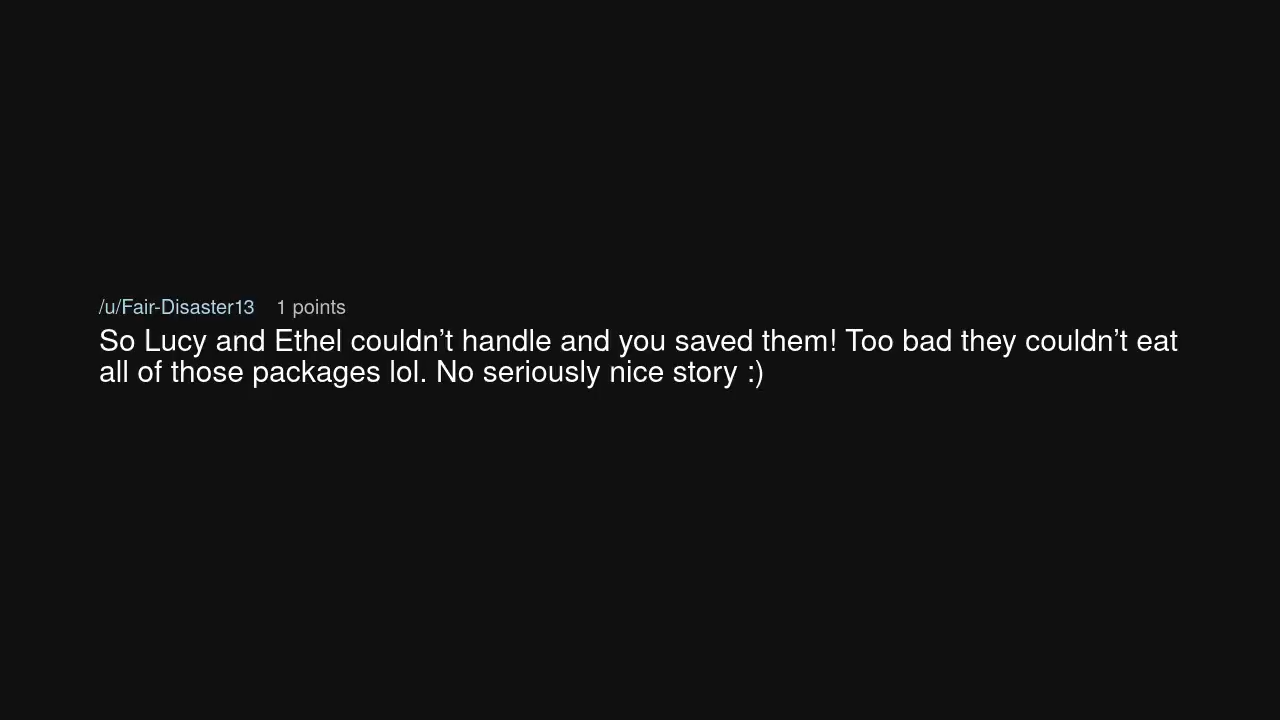 /u/Fair-Disaster13 1 points
So Lucy and Ethel couldn’t handle and you saved them! Too bad they couldn’t eat
all of those packages lol. No seriously nice story :)